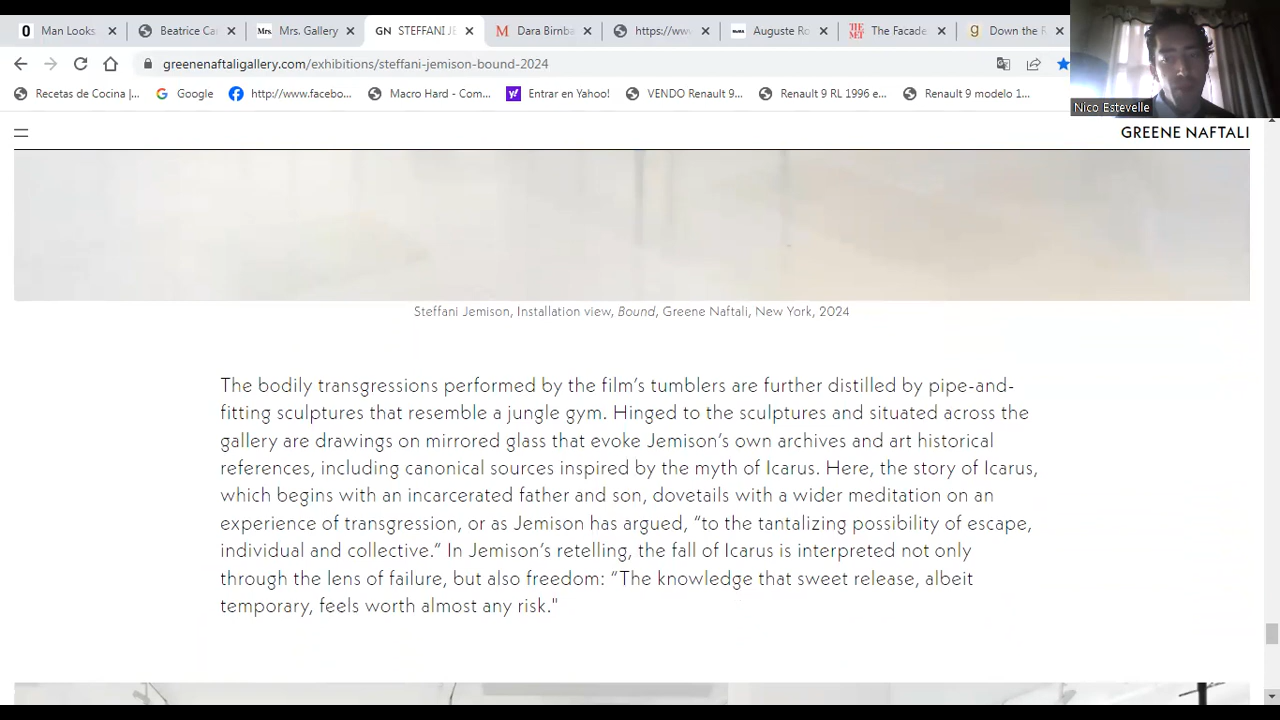 Man Looks
Beatrice Ca
Mrs. Mrs. Gallery
GN STEFFANI JE
Dara Birnba
https://ww
Auguste Ro
THE MET The Facade
Down the
greenenaftaligallery.com/exhibitions/steffani-jemison-bound-2024
Recetas de Cocina |...
Google
http://www.facebo...
Macro Hard - Com...
Entrar en Yahoo!
VENDO Renault 9...
Renault 9 RL 1996 e...
Renault 9 modelo 1...
Nico Estevelle
GREENE NAFTALI
Steffani Jemison, Installation view, Bound, Greene Naftali, New York, 2024
The bodily transgressions performed by the film's tumblers are further distilled by pipe-and-
fitting sculptures that resemble a jungle gym. Hinged to the sculptures and situated across the
gallery are drawings on mirrored glass that evoke Jemison's own archives and art historical
references, including canonical sources inspired by the myth of Icarus. Here, the story of Icarus,
which begins with an incarcerated father and son, dovetails with a wider meditation on an
experience of transgression, or as Jemison has argued, "to the tantalizing possibility of escape,
individual and collective." In Jemison's retelling, the fall of Icarus is interpreted not only
through the lens of failure, but also freedom: "The knowledge that sweet release, albeit
temporary, feels worth almost any risk."